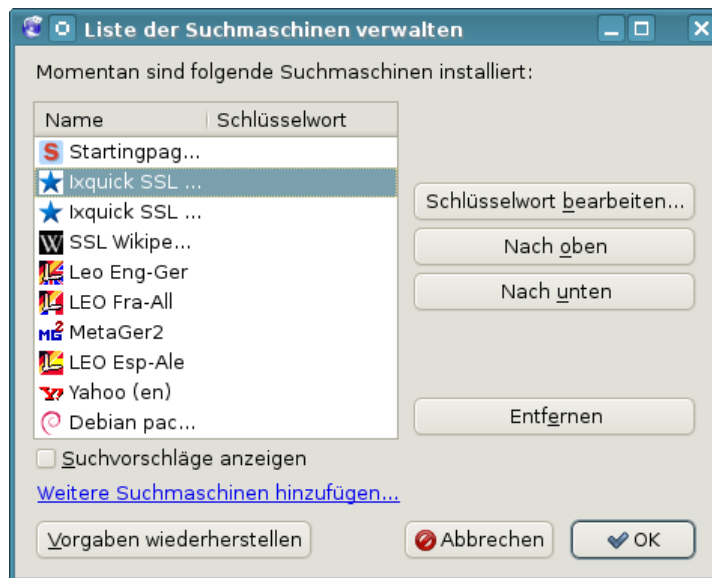 Liste der Suchmaschinen verwalten
Momentan sind folgende Suchmaschinen installiert:
Name Schlüsselwort
Startingpag...
Ixquick SSL ...
Ixquick SSL ...
SSL Wikipe...
Leo Eng-Ger
LEO Fra-All
MetaGer2
LEO Esp-Ale
Yahoo (en)
Debian pac...
Schlüsselwort bearbeiten...
Nach oben
Nach unten
Entfernen
Suchvorschläge anzeigen
Weitere Suchmaschinen hinzufügen...
Vorgaben wiederherstellen
Abbrechen
OK